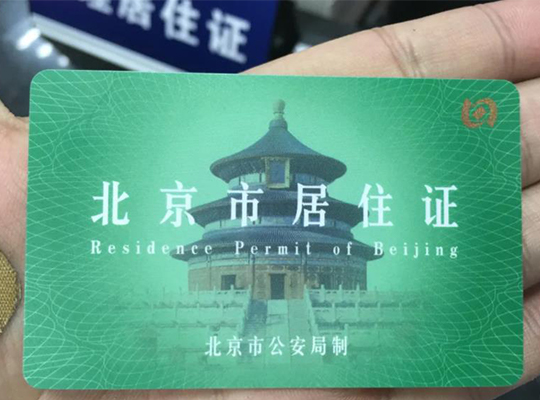 居住证
北京市居住证
Residence Permit of Beijing
北京市公安局制